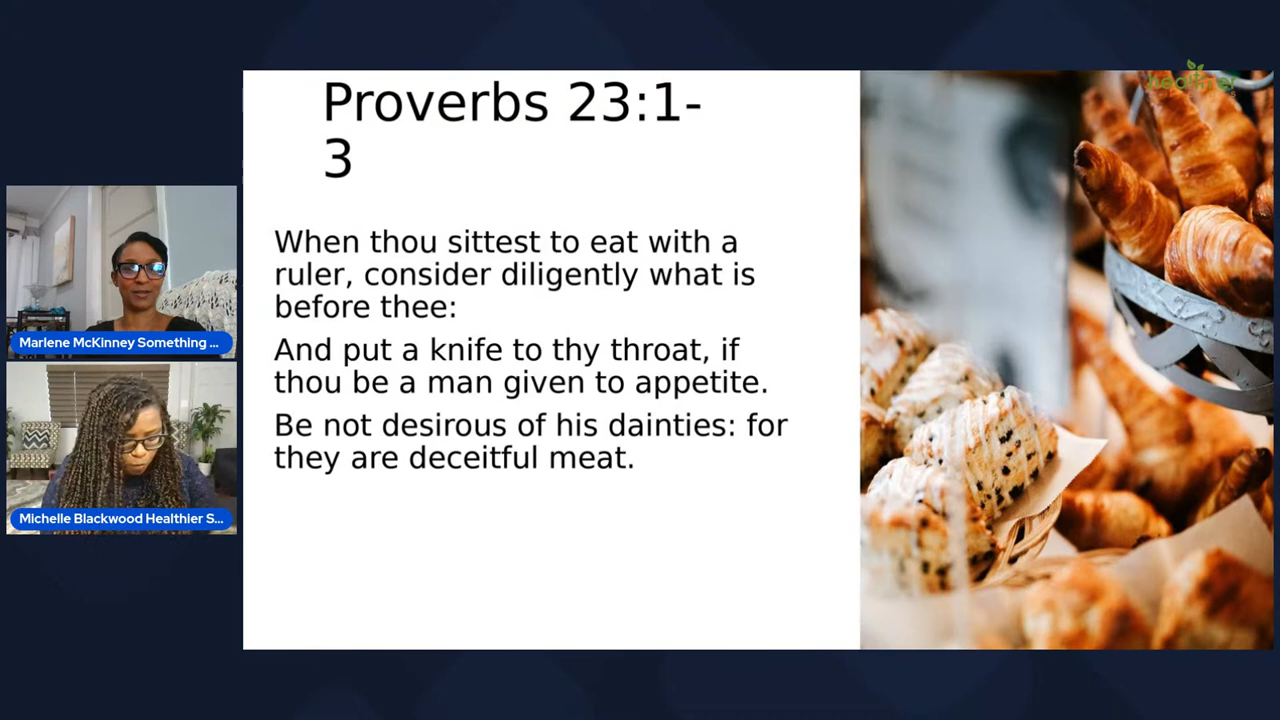 Proverbs 23:1-
3
When thou sittest to eat with a
ruler, consider diligently what is
before thee:
And put a knife to thy throat, if
thou be a man given to appetite.
Be not desirous of his dainties: for
they are deceitful meat.
Marlene McKinney Something ...
Michelle Blackwood Healthier S...
healthier